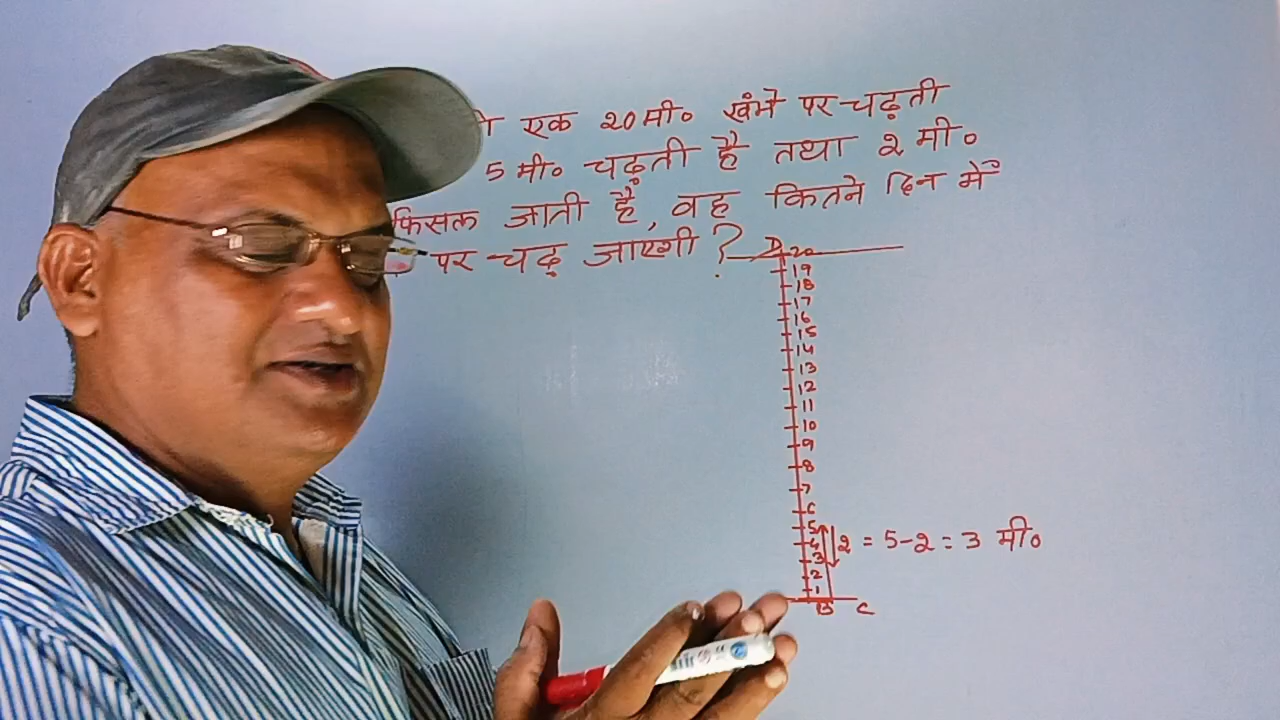 एक 20 मी० खंभे पर चढ़ती
5 मी० चढ़ती है तथा 2 मी०
फिसल जाती है, वह कितने दिन में
पर चढ़ जाएगी ?
D 20
19
18
17
16
15
14
13
12
11
10
9
8
7
6
5
4
3
2
1
2 = 5-2 = 3 मी०
B C